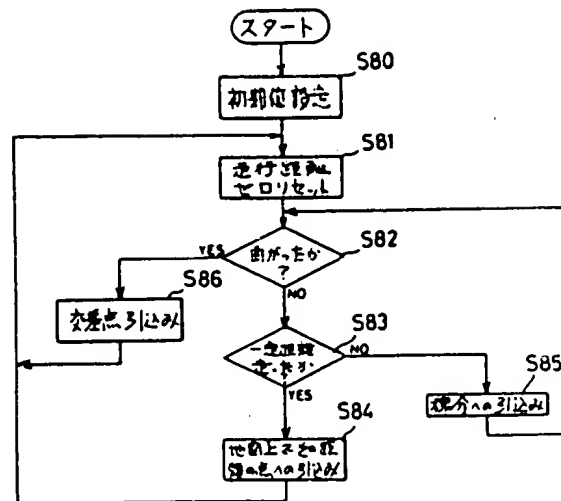 スタート
S80
初期値設定
S81
走行距離
ゼロリセット
S82
曲がったか
?
YES
NO
S86
交差点引込み
S83
一定距離
走ったか
NO
YES
S85
線分への引込み
S84
地図上でその距
離の点への引込み